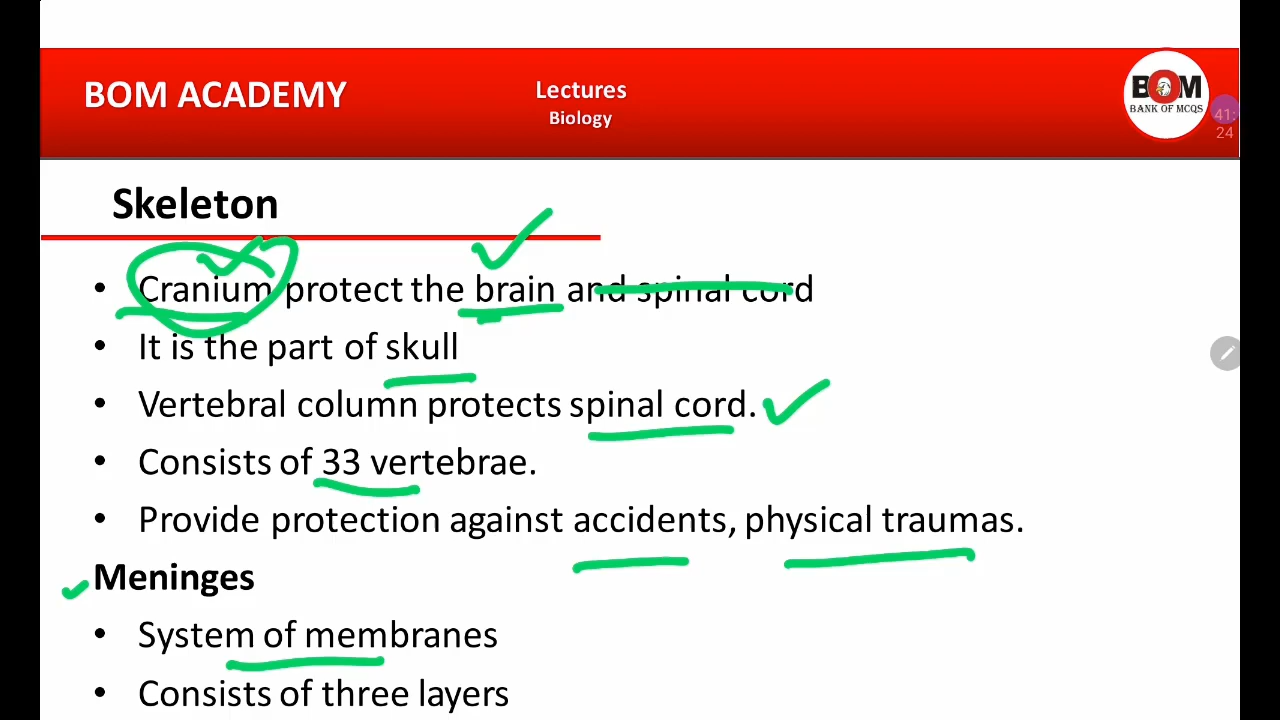 BOM ACADEMY
Lectures
Biology
BOM
BANK OF MCQS
41:
24
Skeleton
• Cranium protect the brain and spinal cord
• It is the part of skull
• Vertebral column protects spinal cord.
• Consists of 33 vertebrae.
• Provide protection against accidents, physical traumas.
Meninges
• System of membranes
• Consists of three layers